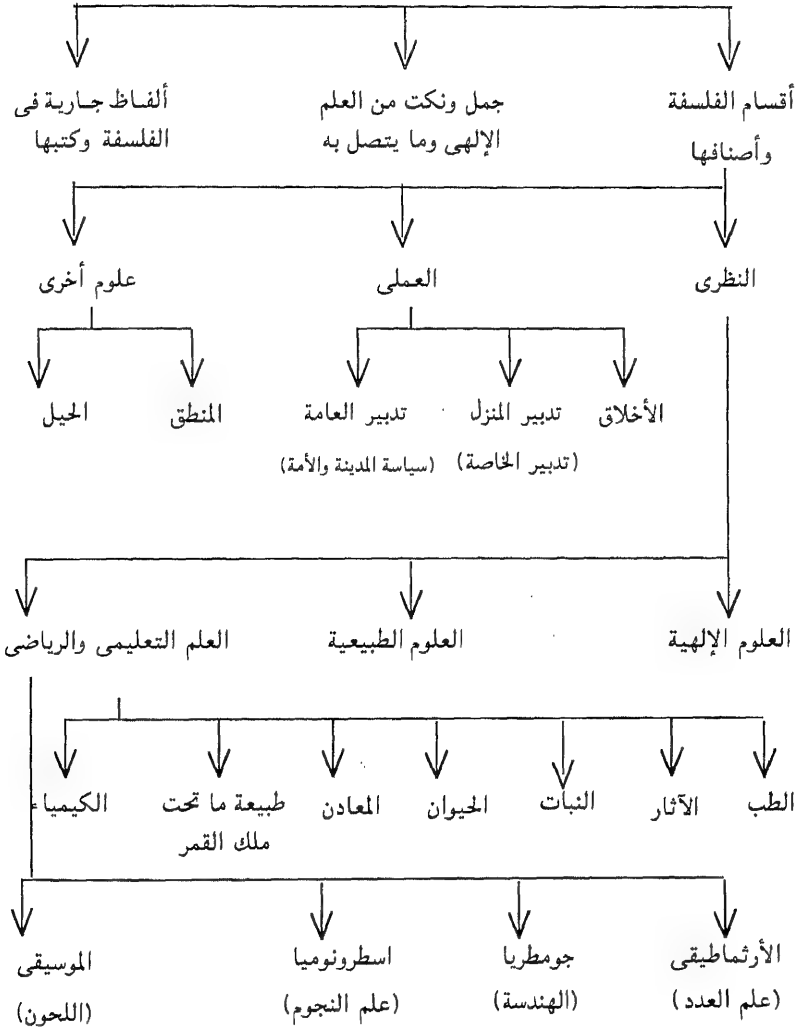 أقسام الفلسفة
وأصنافها
جمل ونكت من العلم
الإلهى وما يتصل به
ألفاظ جارية فى
الفلسفة وكتبها
النظرى
العملى
علوم أخرى
الأخلاق
تدبير المنزل
(تدبير الخاصة)
تدبير العامة
(سياسة المدينة والأمة)
المنطق
الحيل
العلوم الإلهية
العلوم الطبيعية
العلم التعليمى والرياضى
الطب
الآثار
النبات
الحيوان
المعادن
طبيعة ما تحت
ملك القمر
الكيمياء
الأرثماطيقى
(علم العدد)
جومطريا
(الهندسة)
اسطرونوميا
(علم النجوم)
الموسيقى
(اللحون)